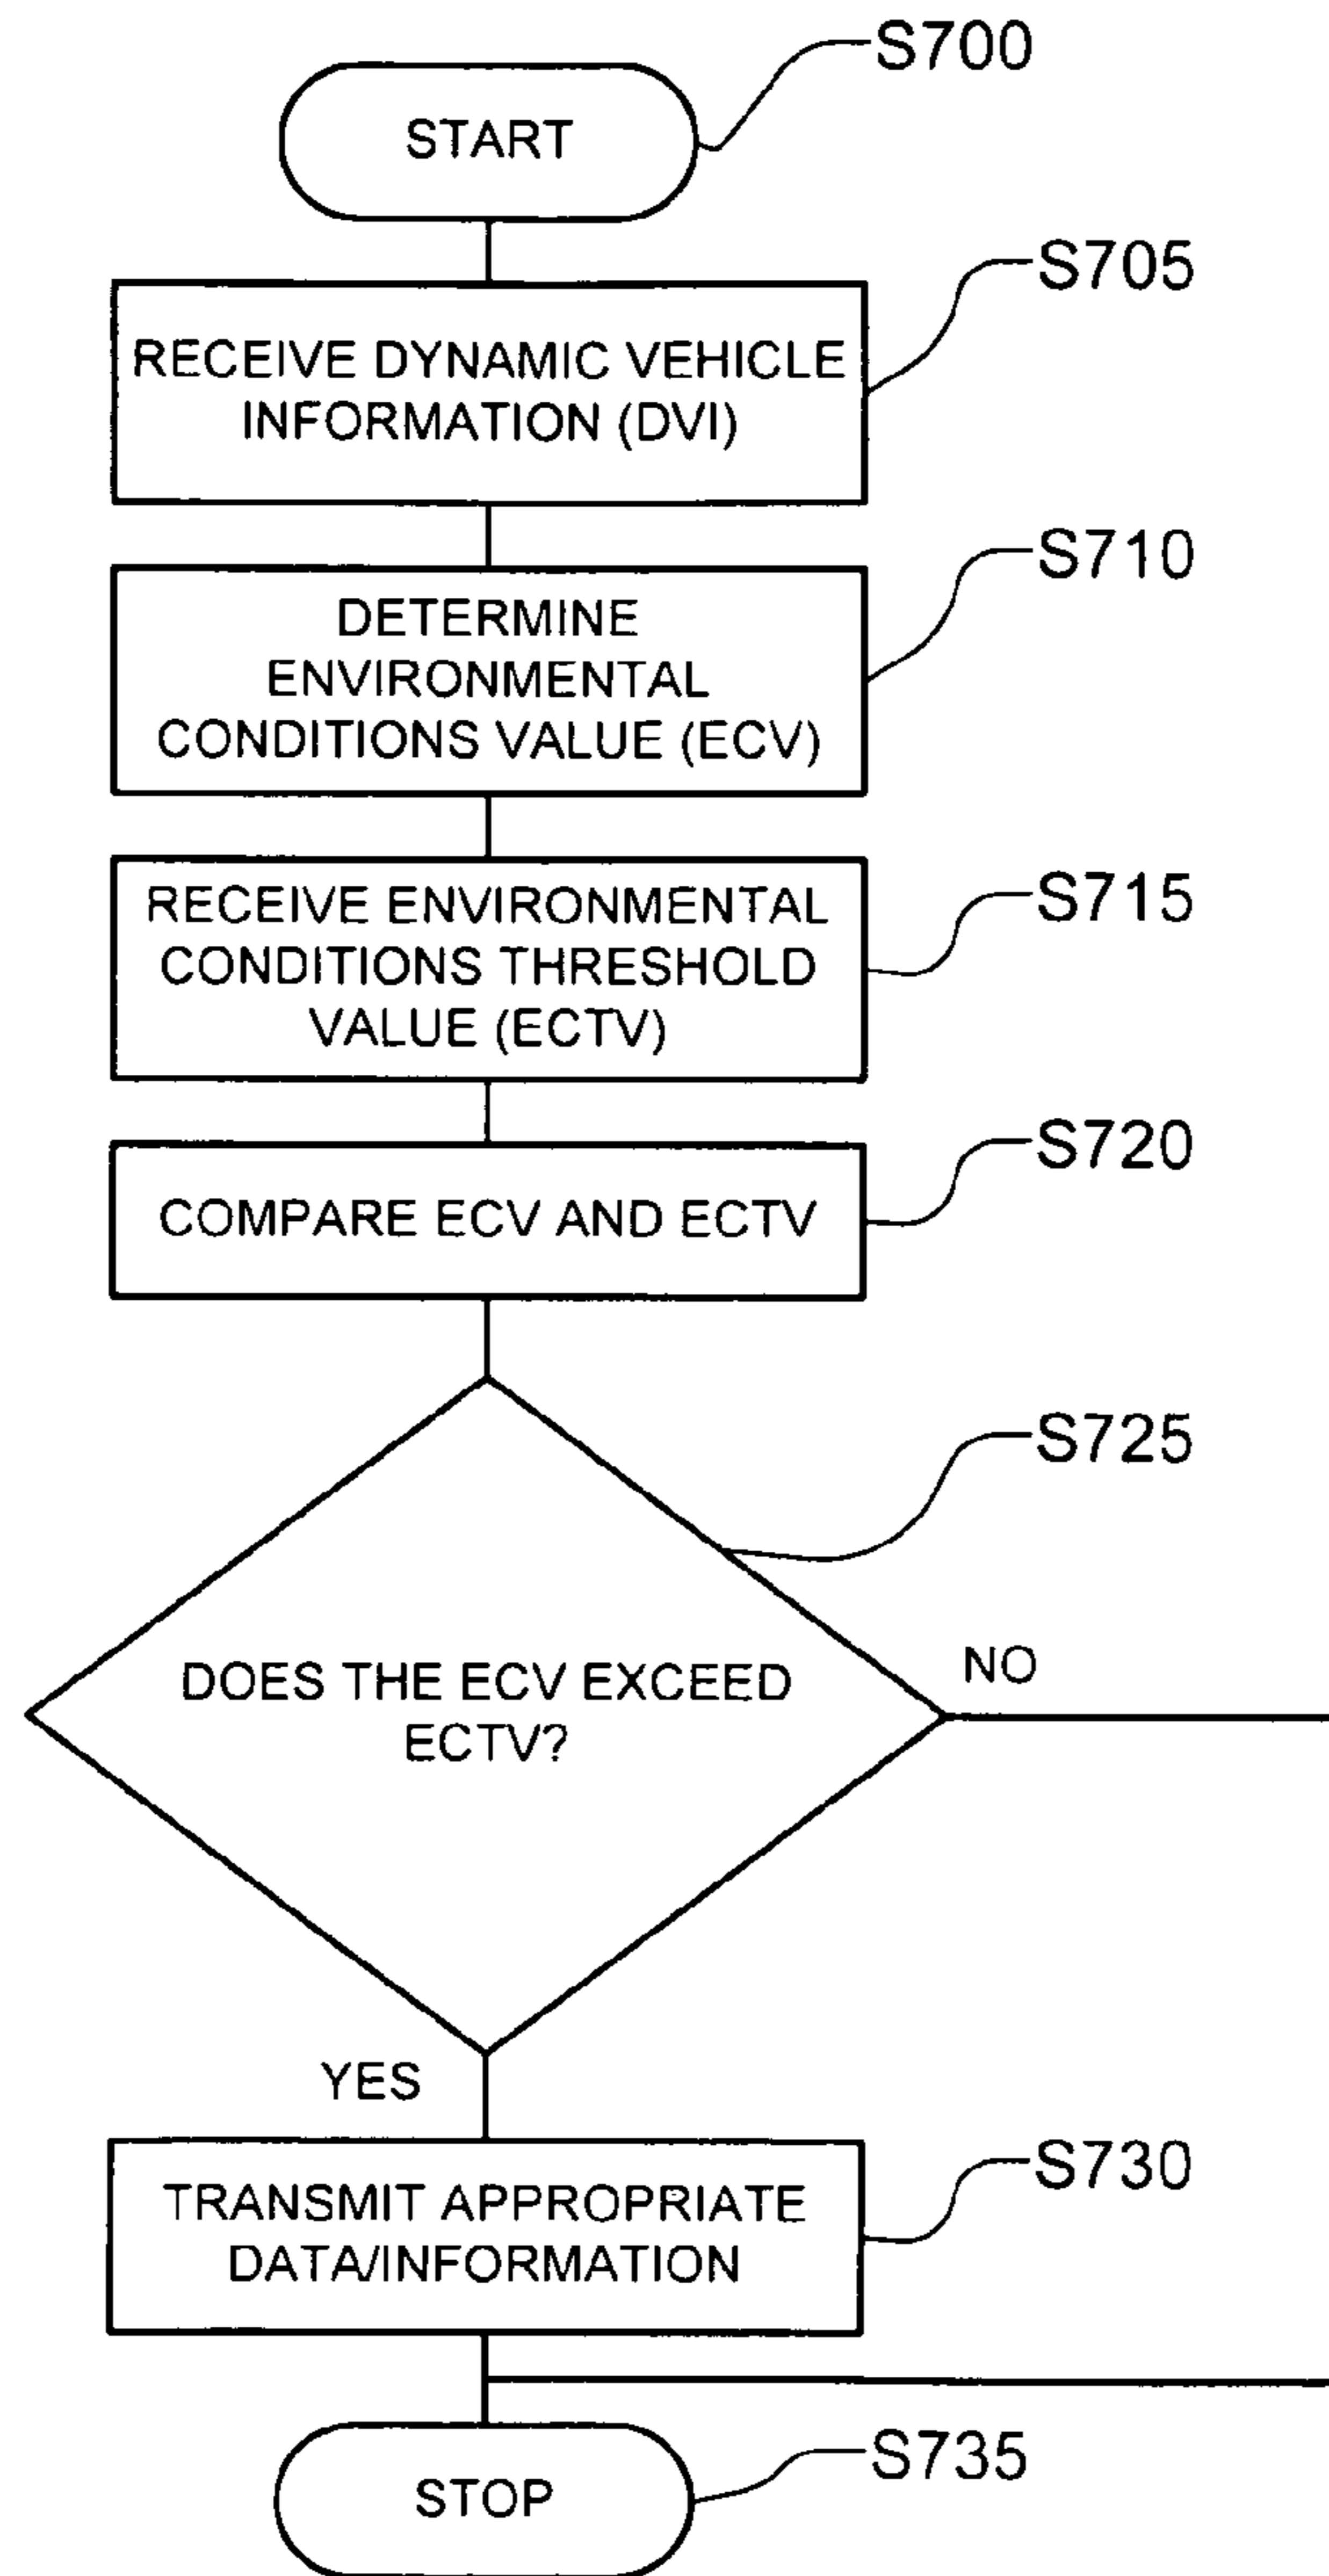 S700
START
S705
RECEIVE DYNAMIC VEHICLE
INFORMATION (DVI)
S710
DETERMINE
ENVIRONMENTAL
CONDITIONS VALUE (ECV)
S715
RECEIVE ENVIRONMENTAL
CONDITIONS THRESHOLD
VALUE (ECTV)
S720
COMPARE ECV AND ECTV
S725
DOES THE ECV EXCEED
ECTV?
NO
YES
S730
TRANSMIT APPROPRIATE
DATA/INFORMATION
S735
STOP